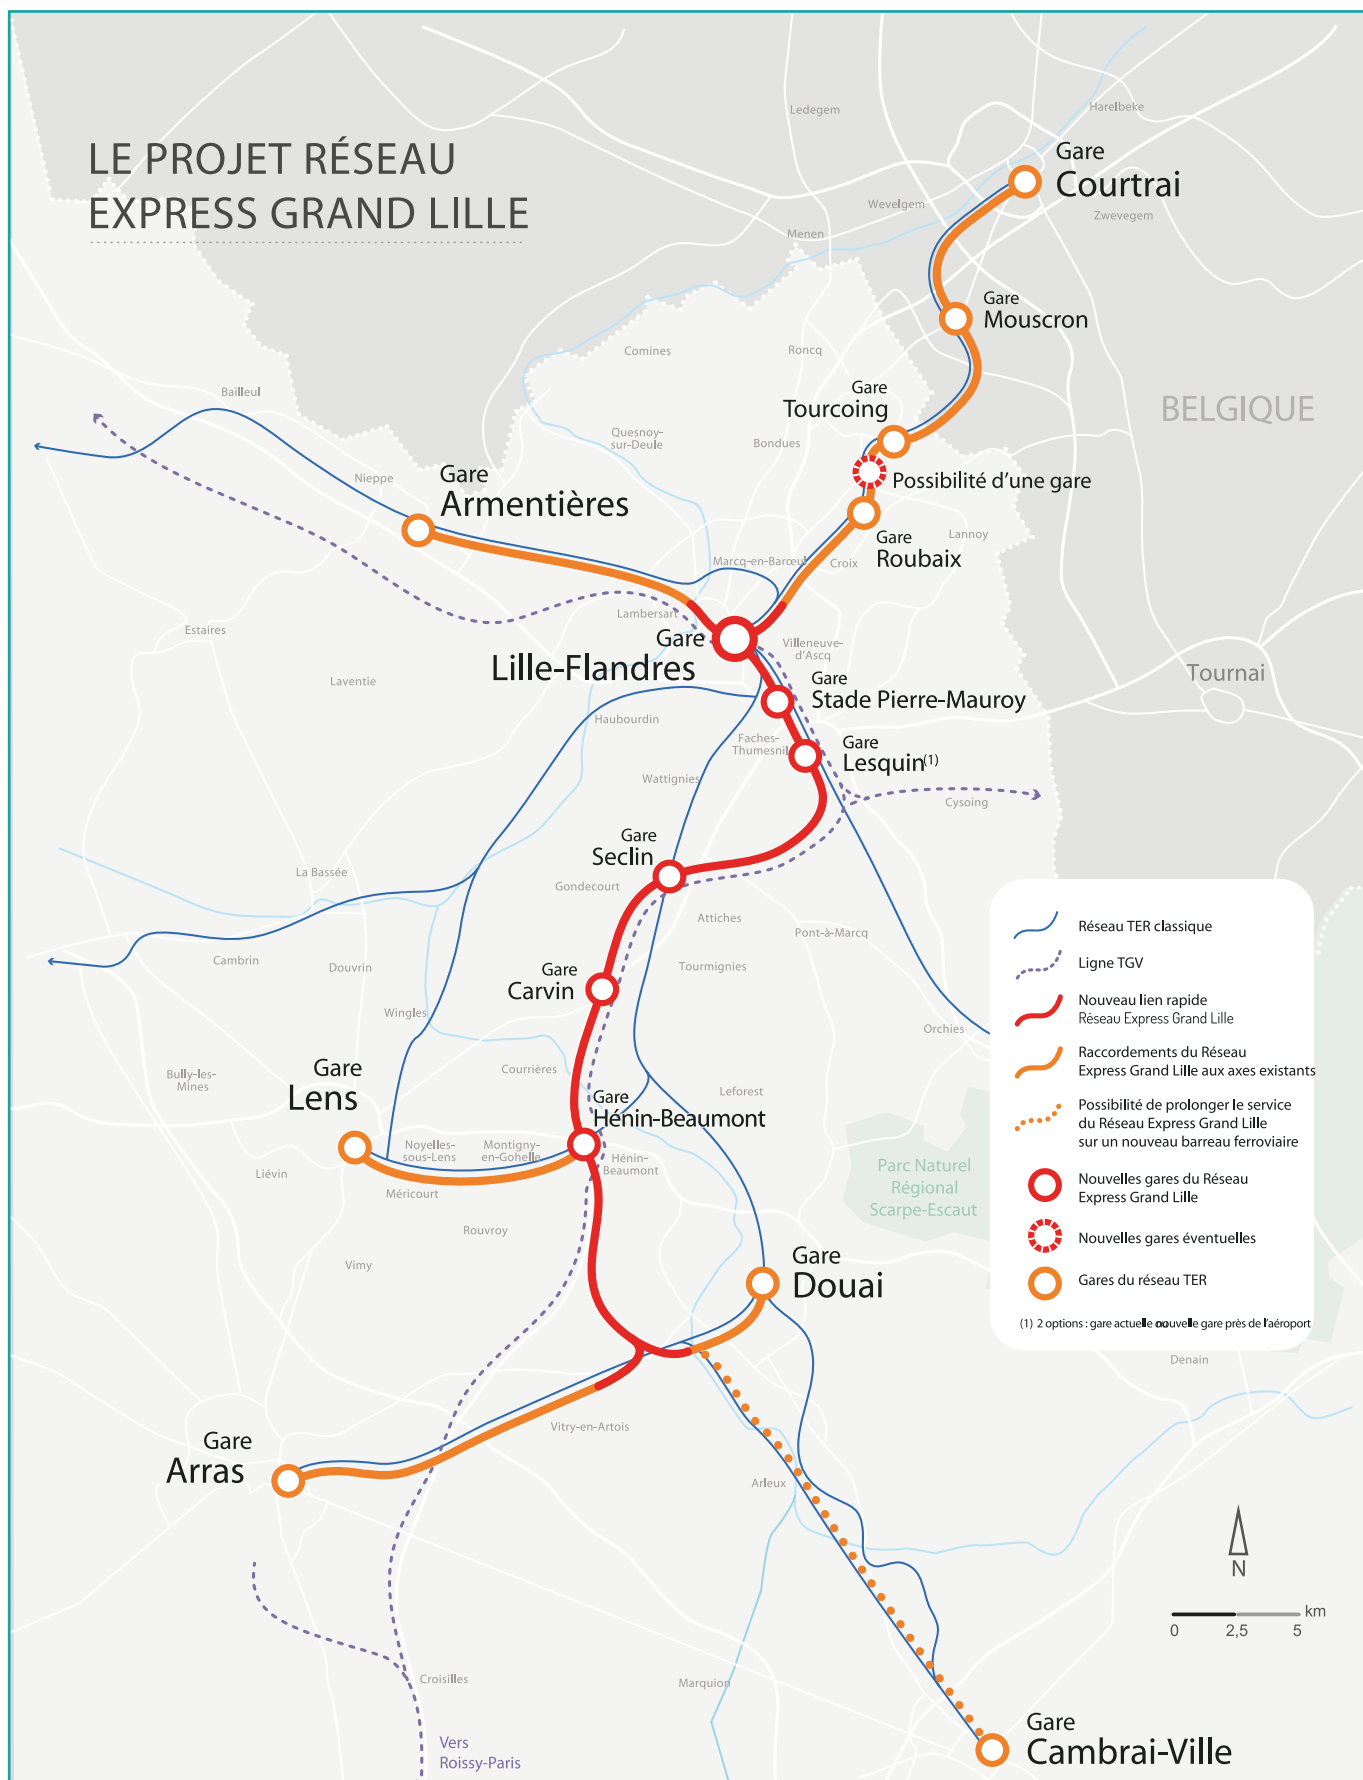 LE PROJET RÉSEAU
EXPRESS GRAND LILLE
Ledegem
Harelbeke
Gare
Courtrai
Wevelgem
Zwevegem
Menen
Gare
Mouscron
Comines
Roncq
Bailleul
Gare
Tourcoing
BELGIQUE
Quesnoy-
sur-Deule
Bondues
Nieppe
Gare
Armentières
Possibilité d'une gare
Gare
Roubaix
Lannoy
Marcq-en-Barœul
Croix
Lambersart
Estaires
Gare
Lille-Flandres
Villeneuve-
d'Ascq
Laventie
Gare
Stade Pierre-Mauroy
Tournai
Haubourdin
Faches-
Thumesnil
Gare
Lesquin(1)
Wattignies
Cysoing
Gare
Seclin
La Bassée
Gondecourt
Attiches
Pont-à-Marcq
Cambrin
Douvrin
Gare
Carvin
Tourmignies
Wingles
Orchies
Bully-les-
Mines
Gare
Lens
Courrières
Leforest
Gare
Hénin-Beaumont
Noyelles-
sous-Lens
Montigny-
en-Gohelle
Hénin-
Beaumont
Liévin
Méricourt
Parc Naturel
Régional
Scarpe-Escaut
Rouvroy
Vimy
Gare
Douai
Réseau TER classique
Ligne TGV
Nouveau lien rapide
Réseau Express Grand Lille
Raccordements du Réseau
Express Grand Lille aux axes existants
Possibilité de prolonger le service
du Réseau Express Grand Lille
sur un nouveau barreau ferroviaire
Nouvelles gares du Réseau
Express Grand Lille
Nouvelles gares éventuelles
Gares du réseau TER
(1) 2 options : gare actuelle ou nouvelle gare près de l'aéroport
Denain
Vitry-en-Artois
Gare
Arras
Arleux
N
km
0 2,5 5
Croisilles
Marquion
Vers
Roissy-Paris
Gare
Cambrai-Ville